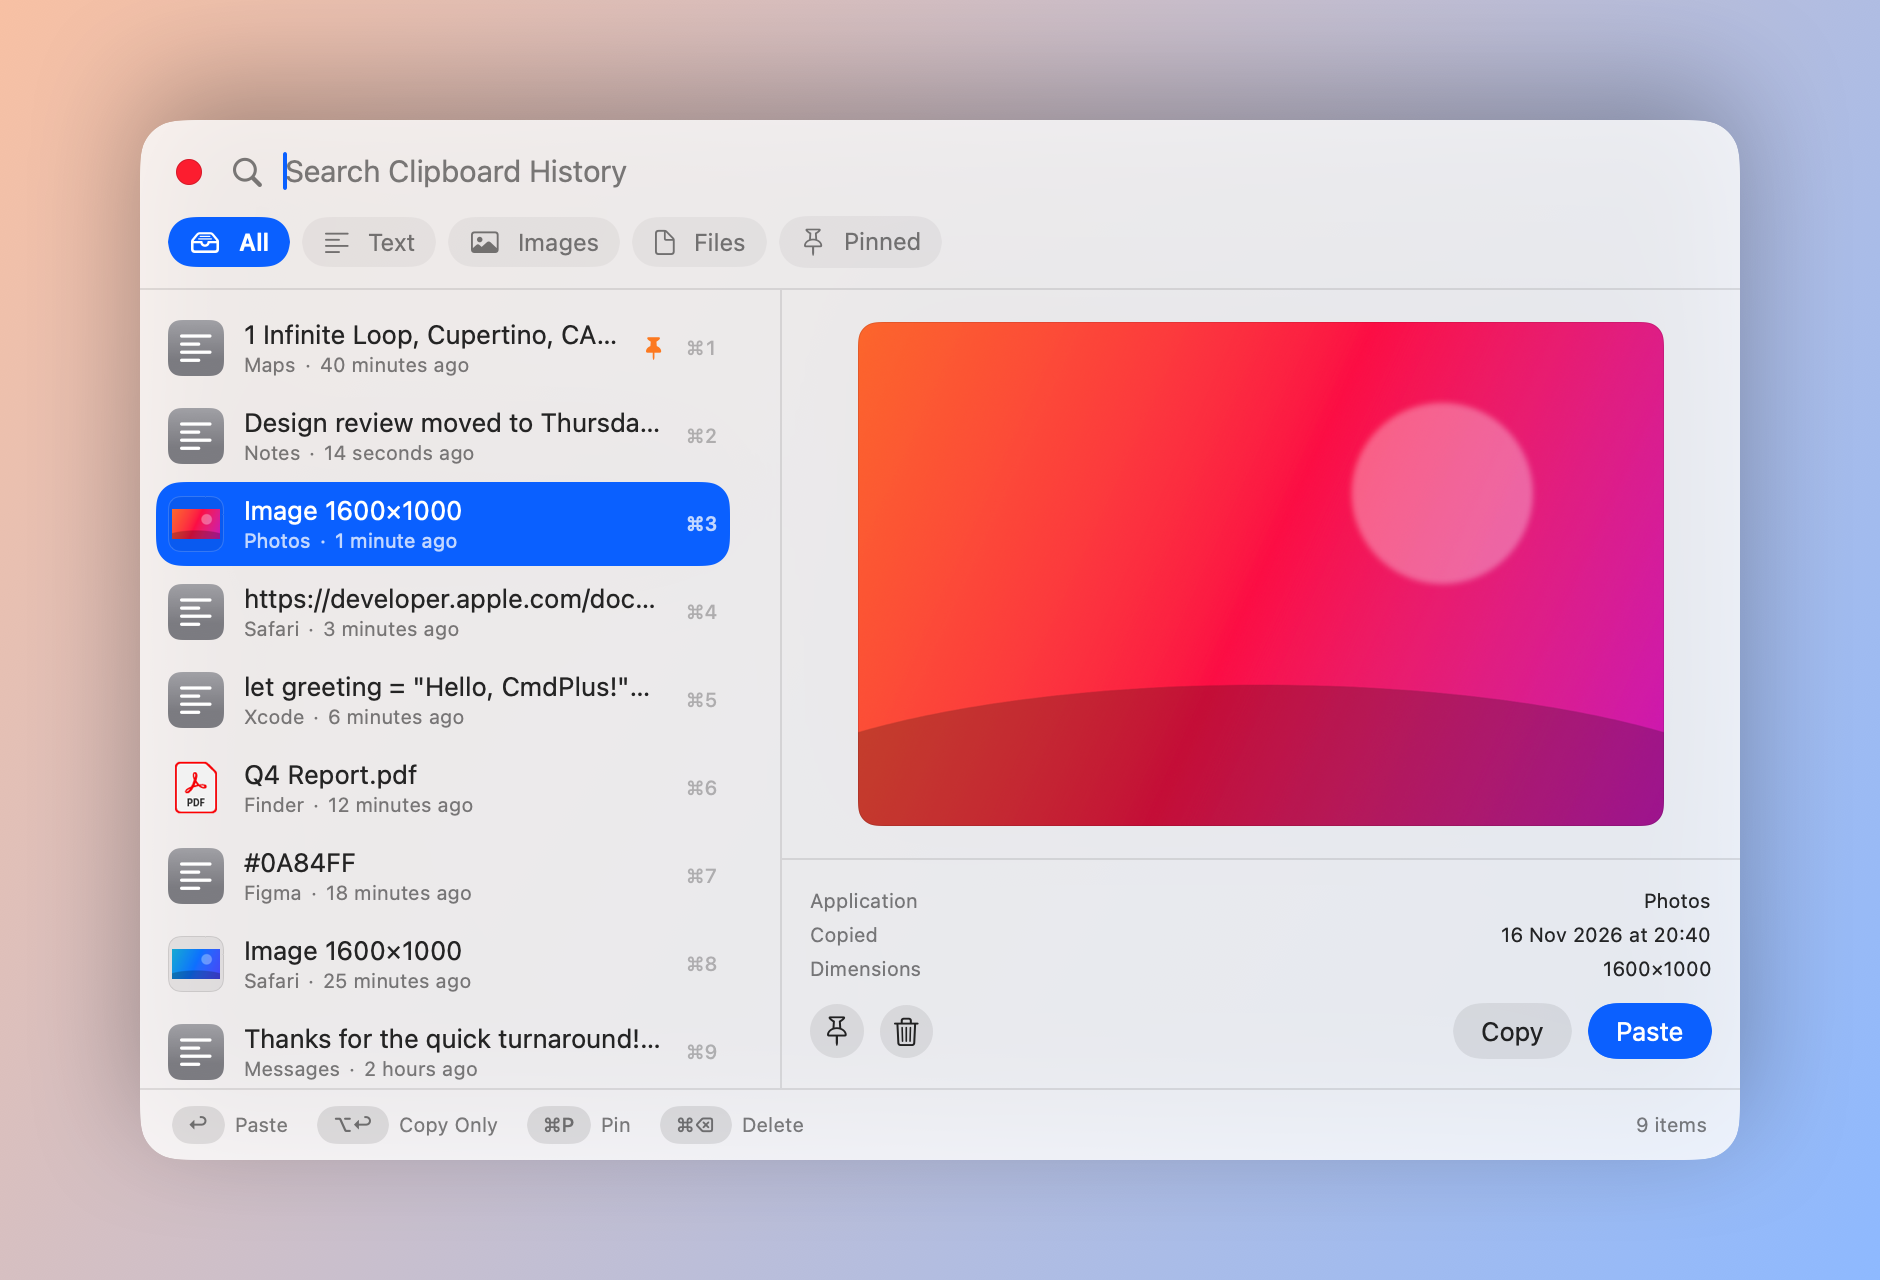 Search Clipboard History
All
Text
Images
Files
Pinned
1 Infinite Loop, Cupertino, CA...
⌘1
Maps · 40 minutes ago
Design review moved to Thursda...
⌘2
Notes · 14 seconds ago
Image 1600×1000
⌘3
Photos · 1 minute ago
https://developer.apple.com/doc...
⌘4
Safari · 3 minutes ago
let greeting = "Hello, CmdPlus!"...
⌘5
Xcode · 6 minutes ago
PDF
Q4 Report.pdf
⌘6
Finder · 12 minutes ago
#0A84FF
⌘7
Figma · 18 minutes ago
Image 1600×1000
⌘8
Safari · 25 minutes ago
Thanks for the quick turnaround!...
⌘9
Messages · 2 hours ago
Application Photos
Copied 16 Nov 2026 at 20:40
Dimensions 1600×1000
Copy
Paste
↩ Paste
⌥↩ Copy Only
⌘P Pin
⌘⌫ Delete
9 items